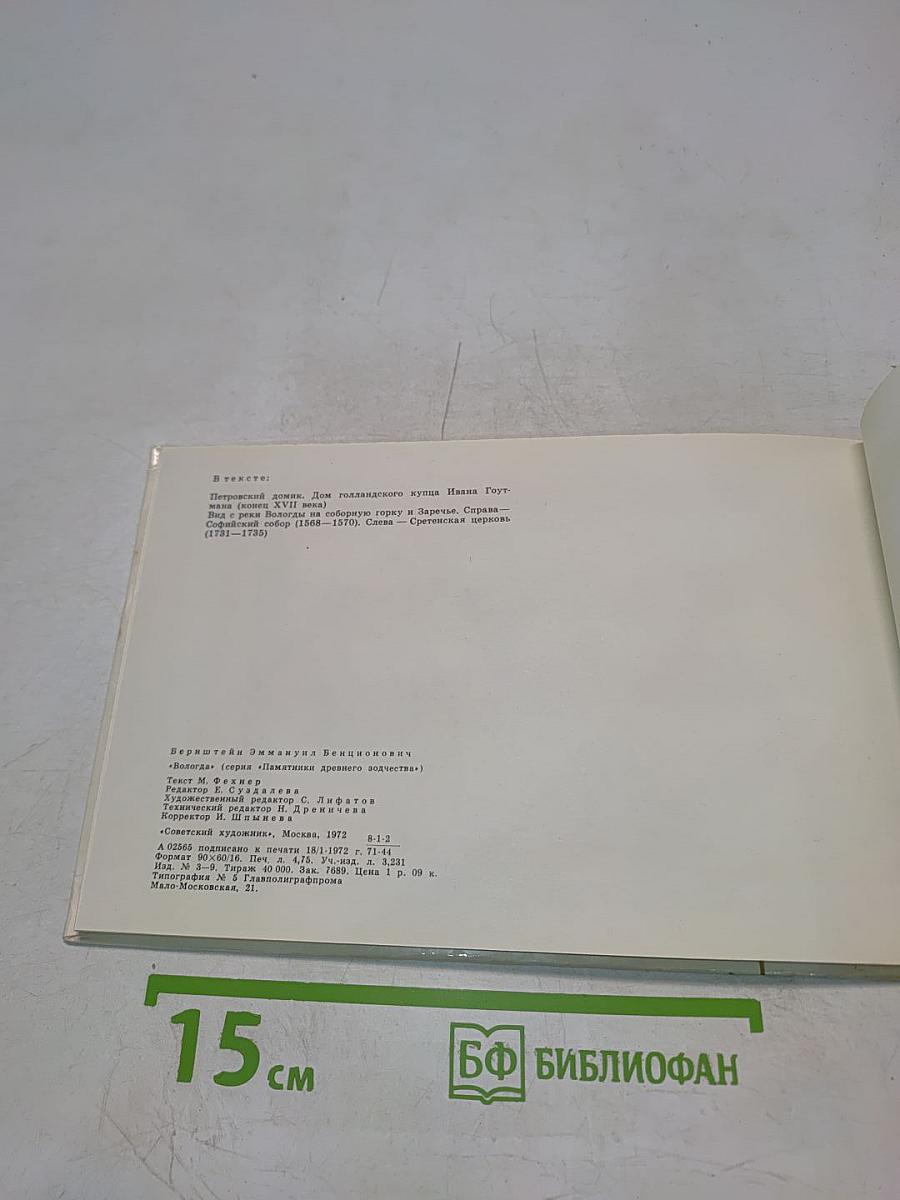 В тексте:
Петровский домик. Дом голландского купца Ивана Гоут-
мана (конец XVII века)
Вид с реки Вологды на соборную горку и Заречье. Справа—
Софийский собор (1568—1570). Слева — Сретенская церковь
(1731—1735)
Бернштейн Эммануил Бенционович
«Вологда» (серия «Памятники древнего зодчества»)
Текст М. Фехнер
Редактор Е. Суздалева
Художественный редактор С. Лифатов
Технический редактор Н. Дреничева
Корректор И. Шпынева
«Советский художник», Москва, 1972
8-1-2
А 02565 подписано к печати 18/1-1972 г. 71-44
Формат 90×60/16. Печ. л. 4,75. Уч.-изд. л. 3,231
Изд. № 3—9. Тираж 40 000. Зак. 7689. Цена 1 р. 09 к.
Типография № 5 Главполиграфпрома
Мало-Московская, 21.
15 см
БФ БИБЛИОФАН